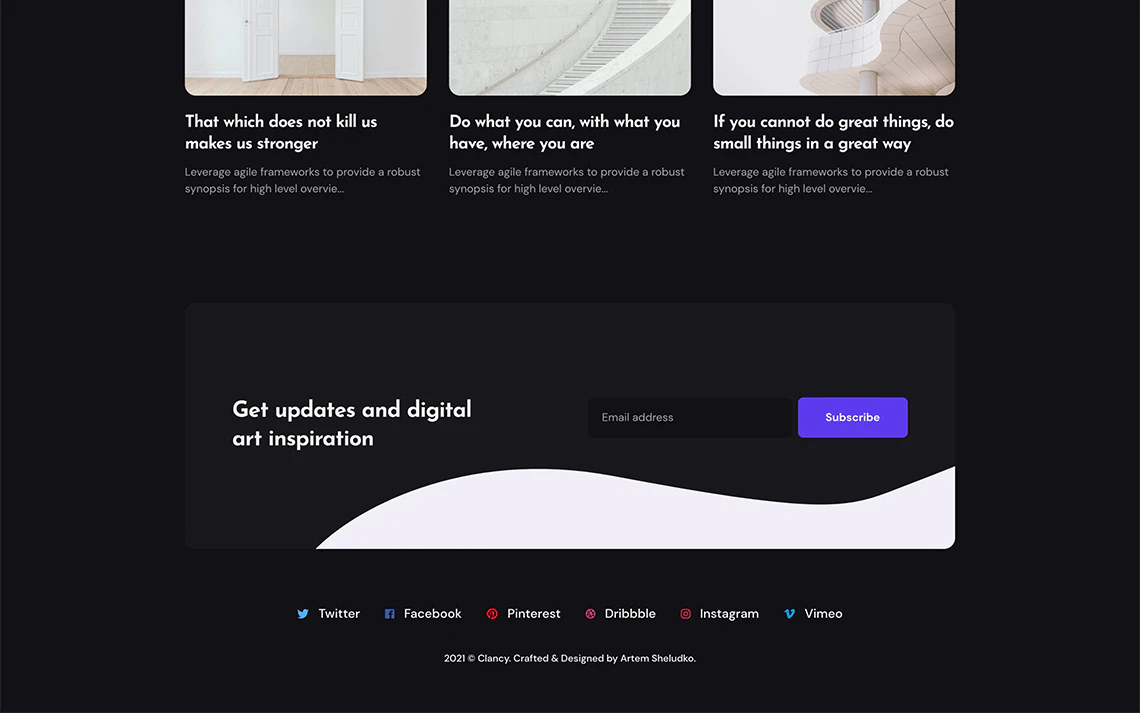 That which does not kill us
makes us stronger
Leverage agile frameworks to provide a robust
synopsis for high level overvie...
Do what you can, with what you
have, where you are
Leverage agile frameworks to provide a robust
synopsis for high level overvie...
If you cannot do great things, do
small things in a great way
Leverage agile frameworks to provide a robust
synopsis for high level overvie...
Get updates and digital
art inspiration
Email address
Subscribe
Twitter
Facebook
Pinterest
Dribbble
Instagram
Vimeo
2021 © Clancy. Crafted & Designed by Artem Sheludko.